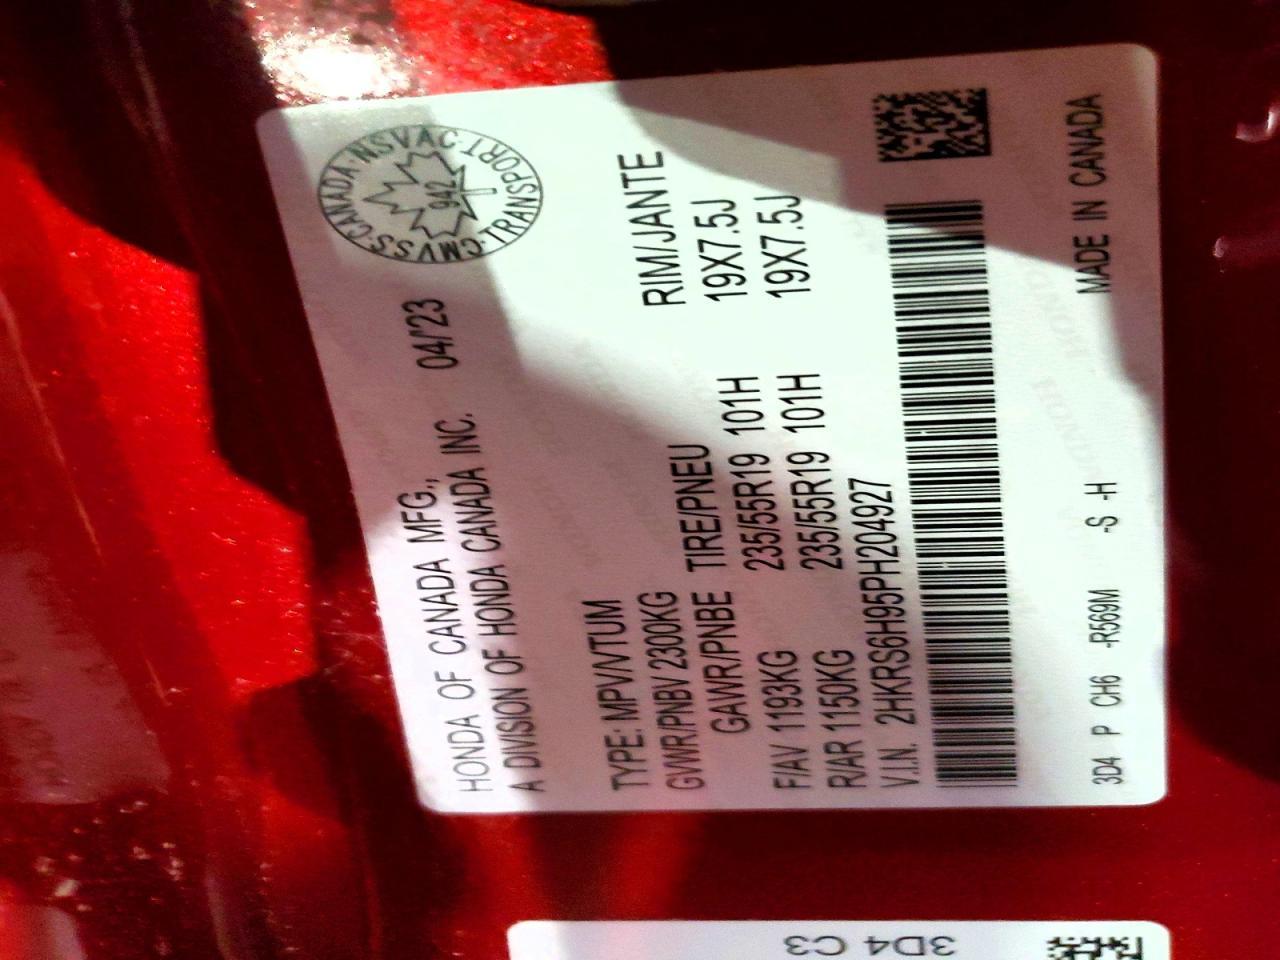 HONDA OF CANADA MFG., 04/23
A DIVISION OF HONDA CANADA INC.
CANADA·NSVAC·TRANSPORT·CMVSS·
942
TYPE: MPV/VTUM
GVWR/PNBV 2300KG
GAWR/PNBE TIRE/PNEU RIM/JANTE
F/AV 1193KG 235/55R19 101H 19X7.5J
R/AR 1150KG 235/55R19 101H 19X7.5J
V.I.N. 2HKRS6H95PH204927
3D4 P CH6 -R569M -S -H MADE IN CANADA
3D4 C3